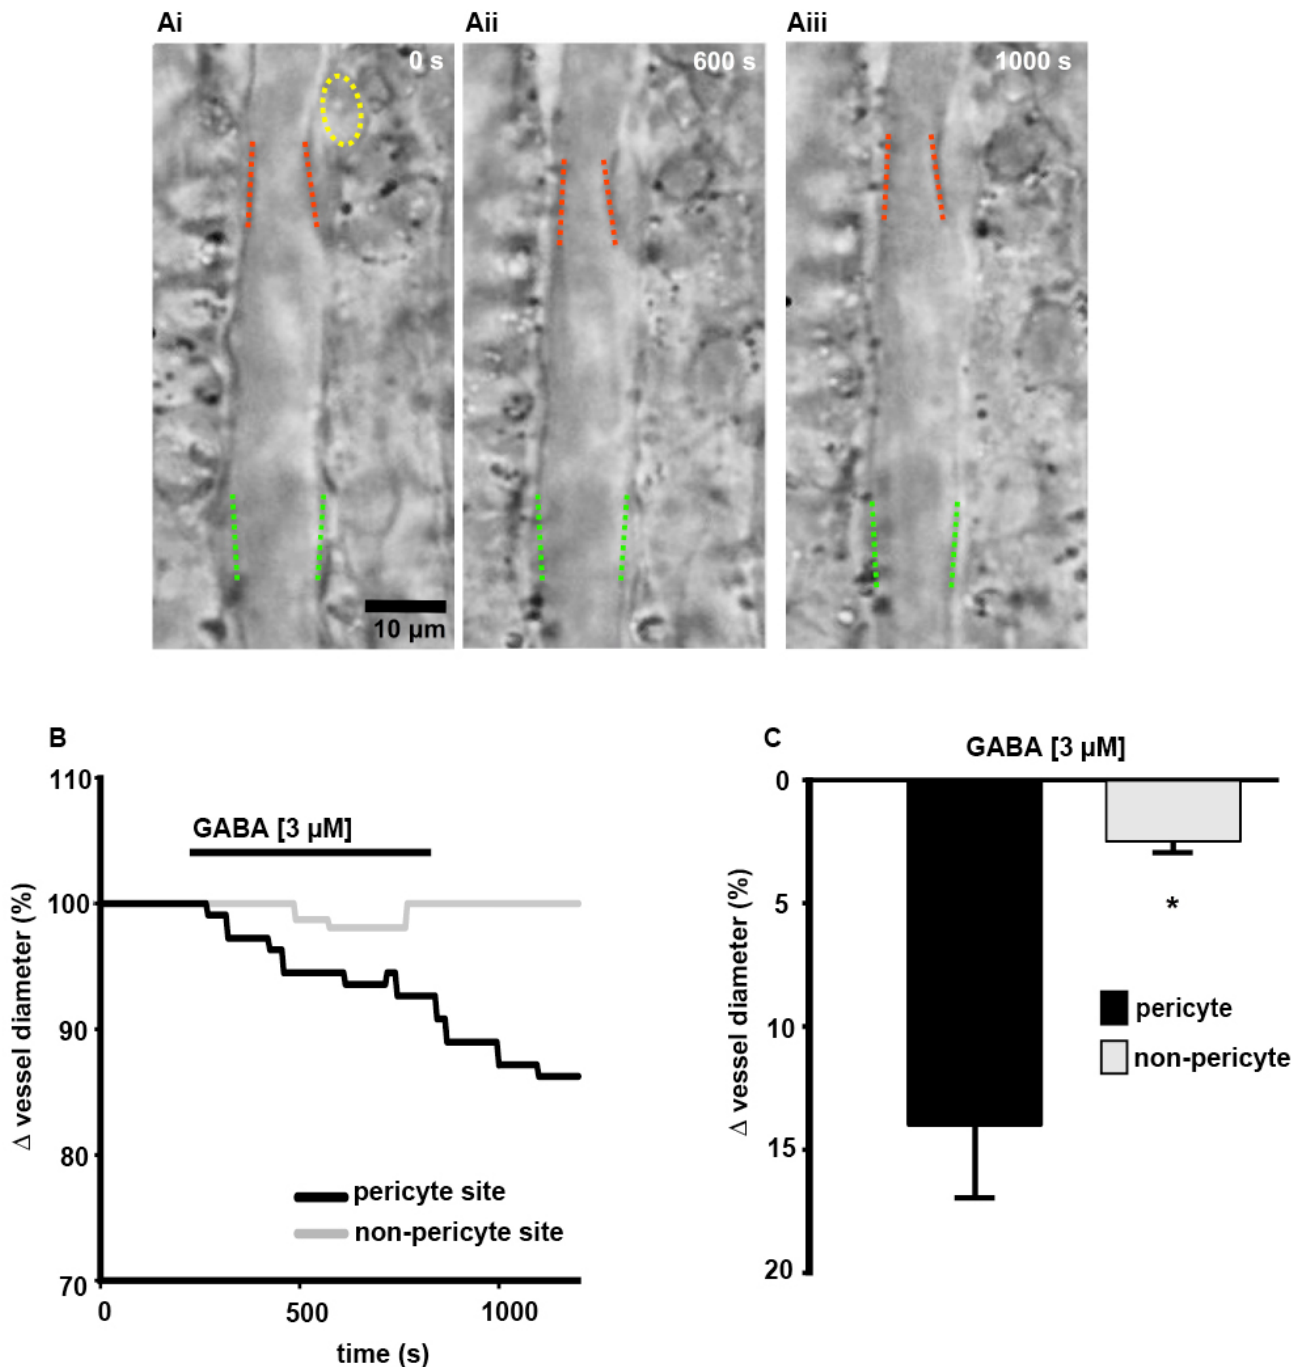 Ai
Aii
Aiii
0 s
600 s
1000 s
10 µm
B
110
100
90
80
70
Δ vessel diameter (%)
GABA [3 µM]
pericyte site
non-pericyte site
0
500
1000
time (s)
C
GABA [3 µM]
0
5
10
15
20
Δ vessel diameter (%)
*
pericyte
non-pericyte